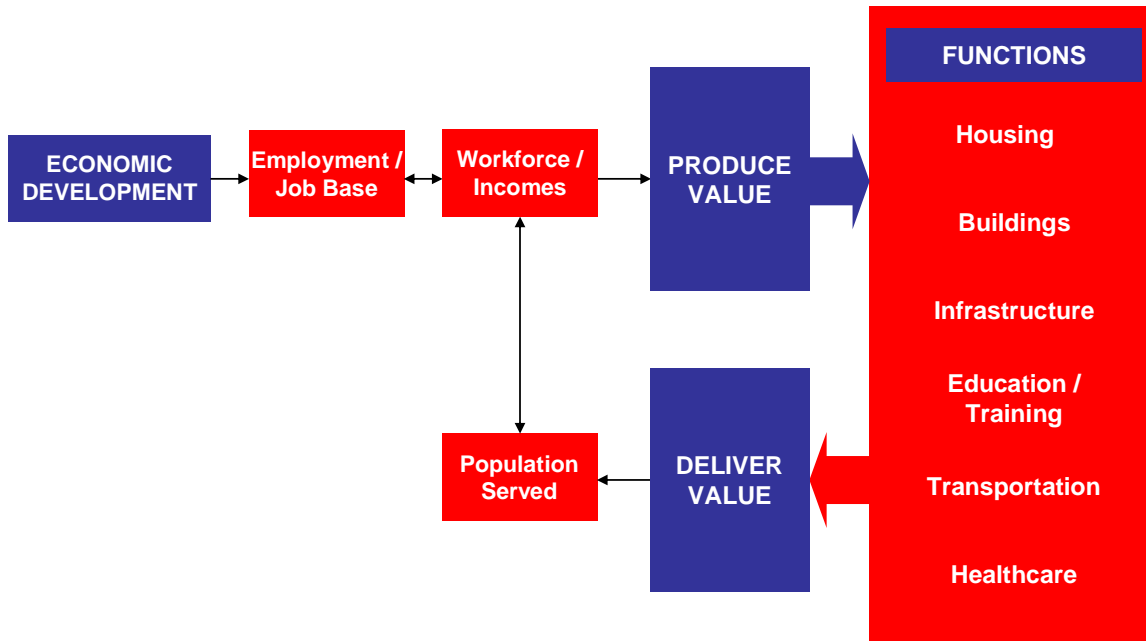 FUNCTIONS
ECONOMIC
DEVELOPMENT
Employment /
Job Base
Workforce /
Incomes
PRODUCE
VALUE
Housing
Buildings
Infrastructure
Education /
Training
Transportation
Healthcare
DELIVER
VALUE
Population
Served